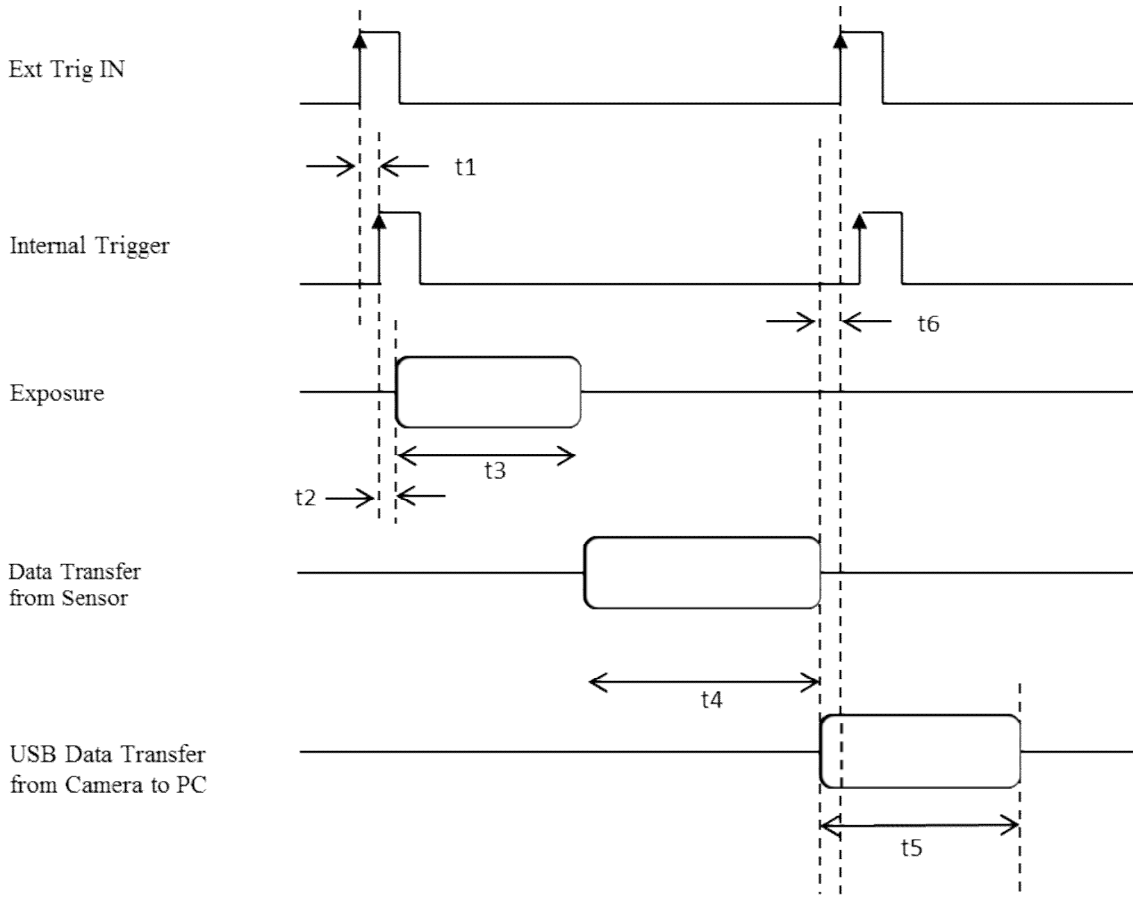 Ext Trig IN
t1
Internal Trigger
t6
Exposure
t3
t2
Data Transfer
from Sensor
t4
USB Data Transfer
from Camera to PC
t5